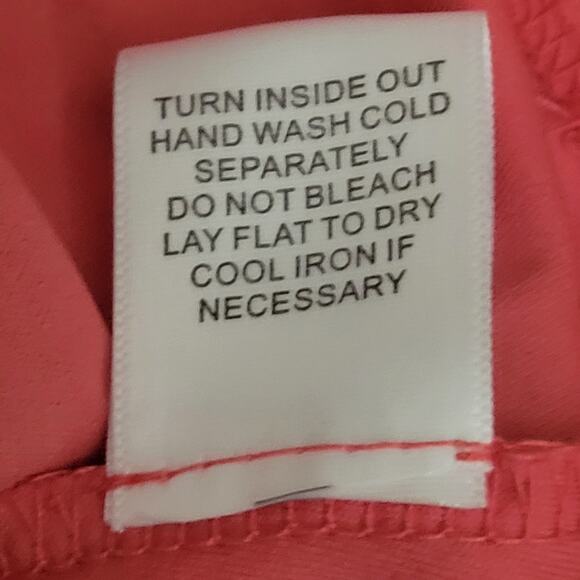 TURN INSIDE OUT
HAND WASH COLD
SEPARATELY
DO NOT BLEACH
LAY FLAT TO DRY
COOL IRON IF
NECESSARY